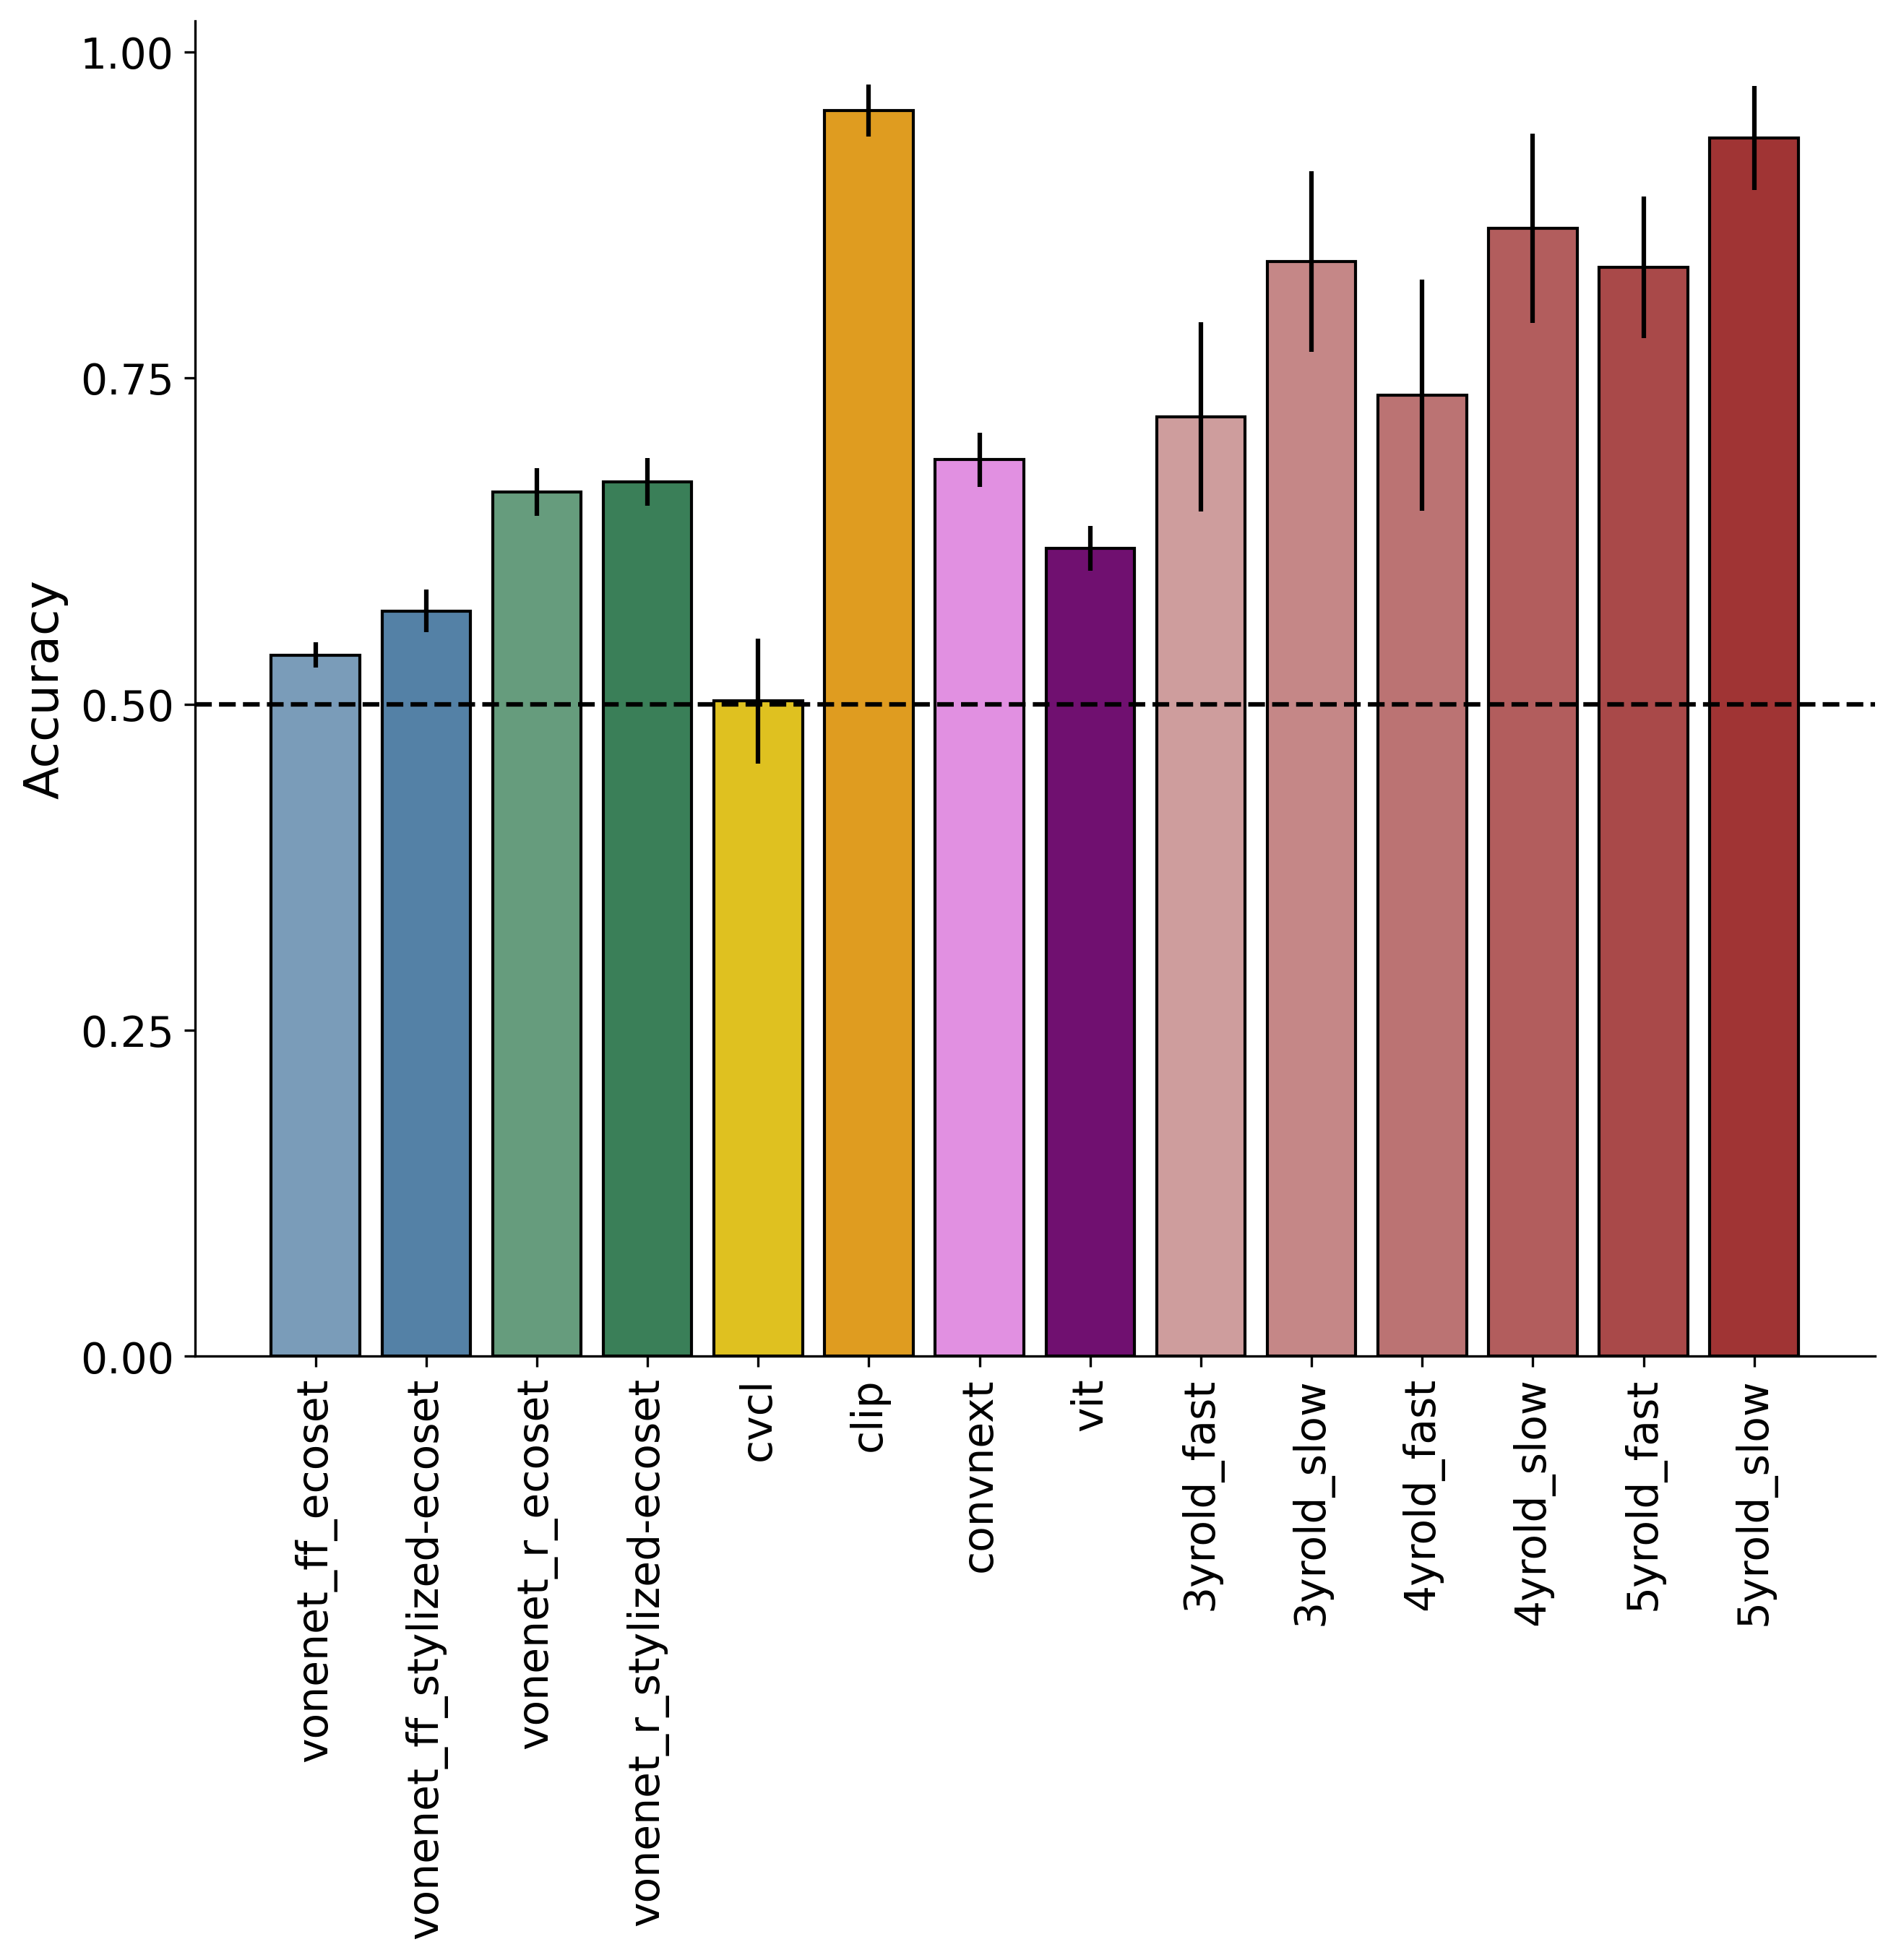 1.00
0.75
0.50
0.25
0.00
Accuracy
vonenet_ff_ecoset
vonenet_ff_stylized-ecoset
vonenet_r_ecoset
vonenet_r_stylized-ecoset
cvcl
clip
convnext
vit
3yrold_fast
3yrold_slow
4yrold_fast
4yrold_slow
5yrold_fast
5yrold_slow